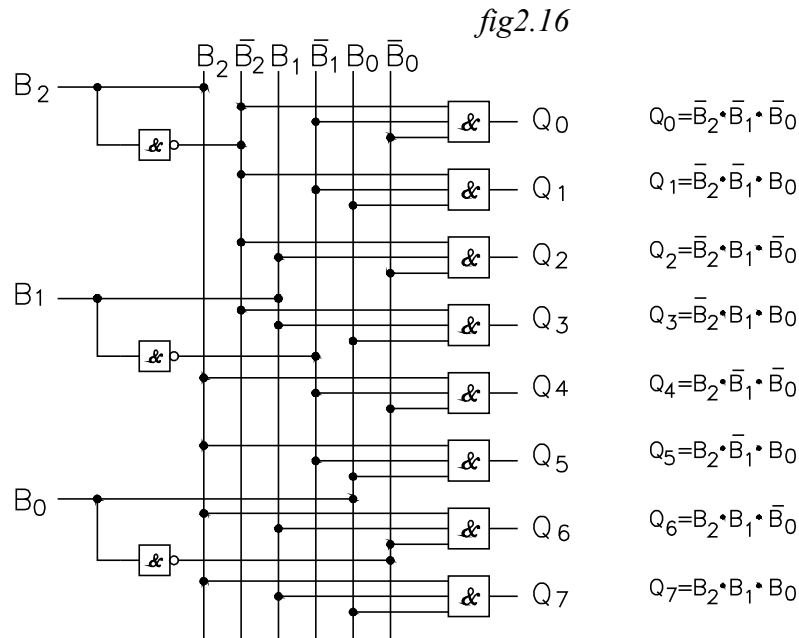 fig2.16
B₂ B̄₂ B₁ B̄₁ B₀ B̄₀
B₂
& Q₀ Q₀=B̄₂•B̄₁•B̄₀
&
& Q₁ Q₁=B̄₂•B̄₁•B₀
& Q₂ Q₂=B̄₂•B₁•B̄₀
B₁
& Q₃ Q₃=B̄₂•B₁•B₀
&
& Q₄ Q₄=B₂•B̄₁•B̄₀
& Q₅ Q₅=B₂•B̄₁•B₀
B₀
& Q₆ Q₆=B₂•B₁•B̄₀
&
& Q₇ Q₇=B₂•B₁•B₀